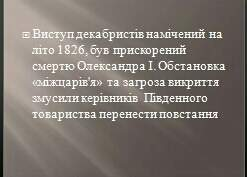 Виступ декабристів намічений на
літо 1826, був прискорений
смертю Олександра І. Обстановка
«міжцарів'я» та загроза викриття
змусили керівників Південного
товариства перенести повстання